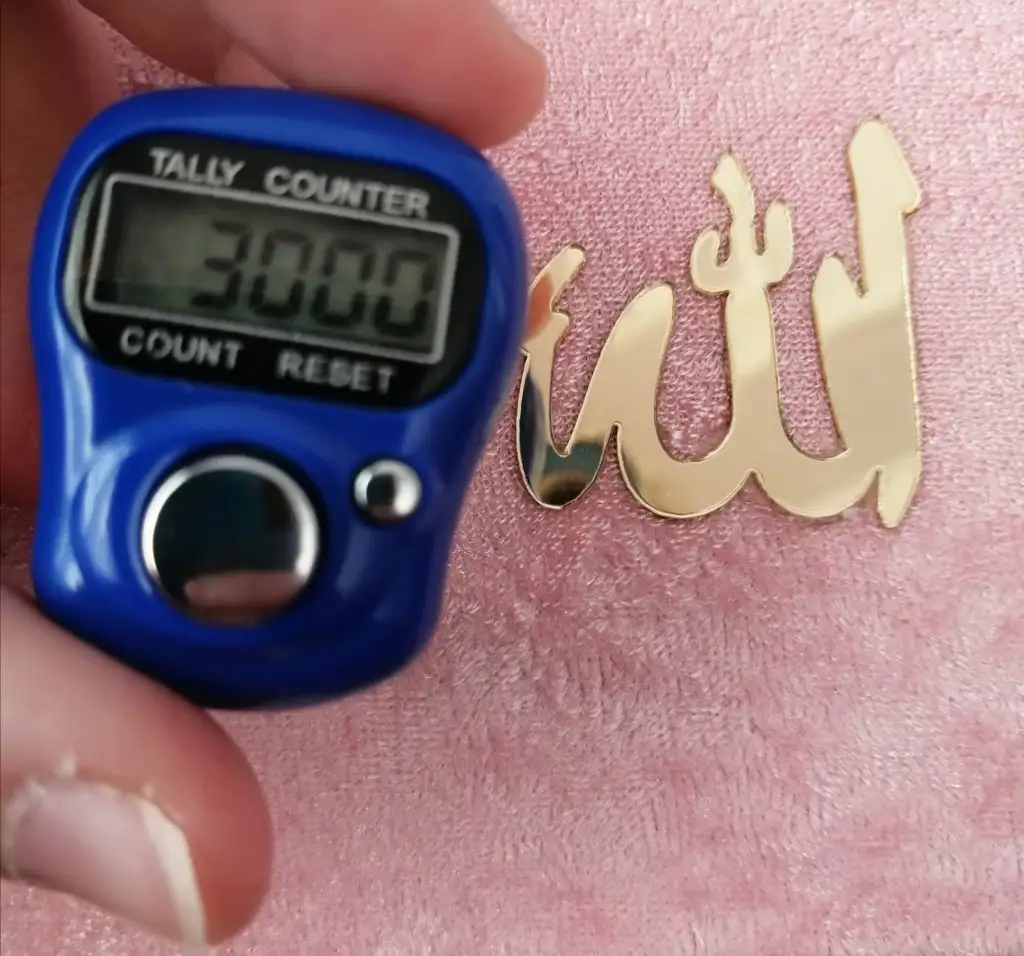 TALLY COUNTER
3000
COUNT RESET
الله